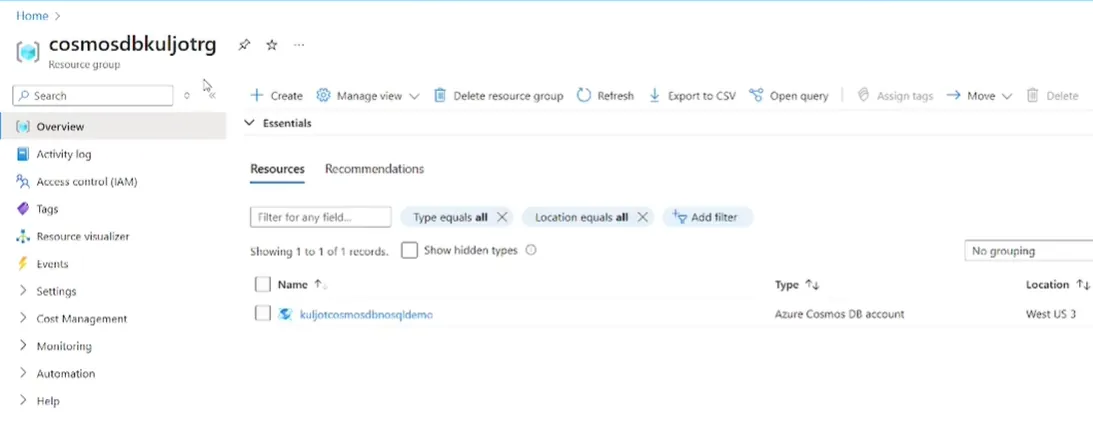 Home >
cosmosdbkuljotrg
Resource group
Search
Overview
Activity log
Access control (IAM)
Tags
Resource visualizer
Events
Settings
Cost Management
Monitoring
Automation
Help
Create Manage view Delete resource group Refresh Export to CSV Open query Assign tags Move Delete
Essentials
Resources Recommendations
Filter for any field... Type equals all Location equals all Add filter
Showing 1 to 1 of 1 records. Show hidden types No grouping
Name Type Location
kuljotcosmosdbnosqldemo Azure Cosmos DB account West US 3